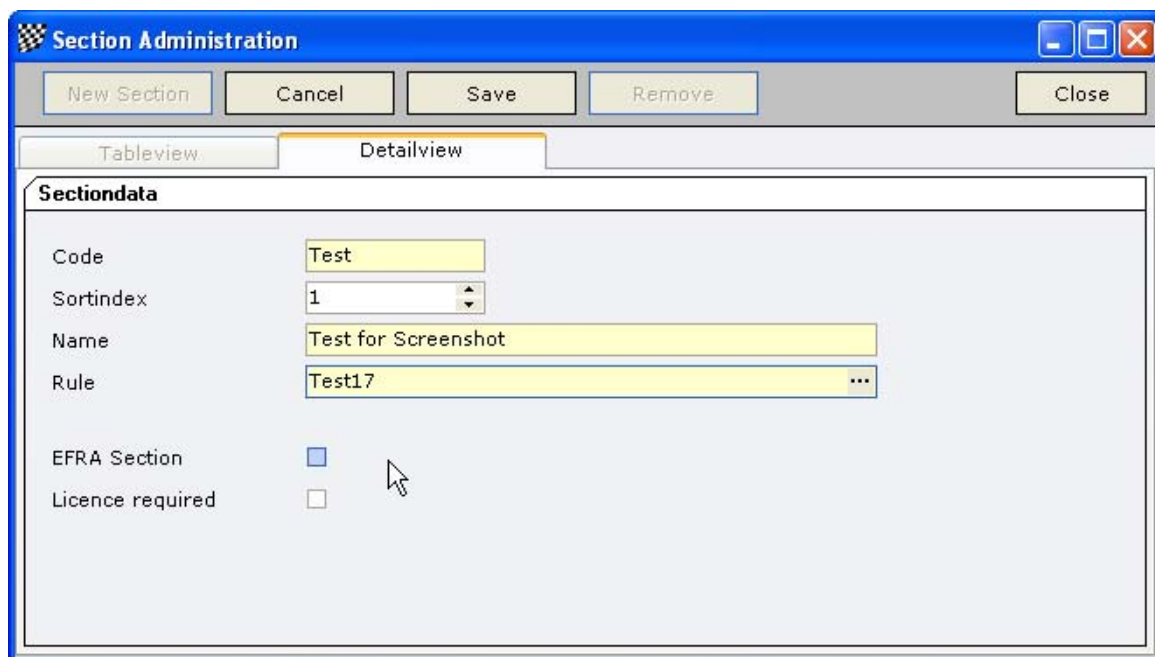 Section Administration
New Section Cancel Save Remove Close
Tableview Detailview
Sectiondata
Code Test
Sortindex 1
Name Test for Screenshot
Rule Test17 ...
EFRA Section
Licence required